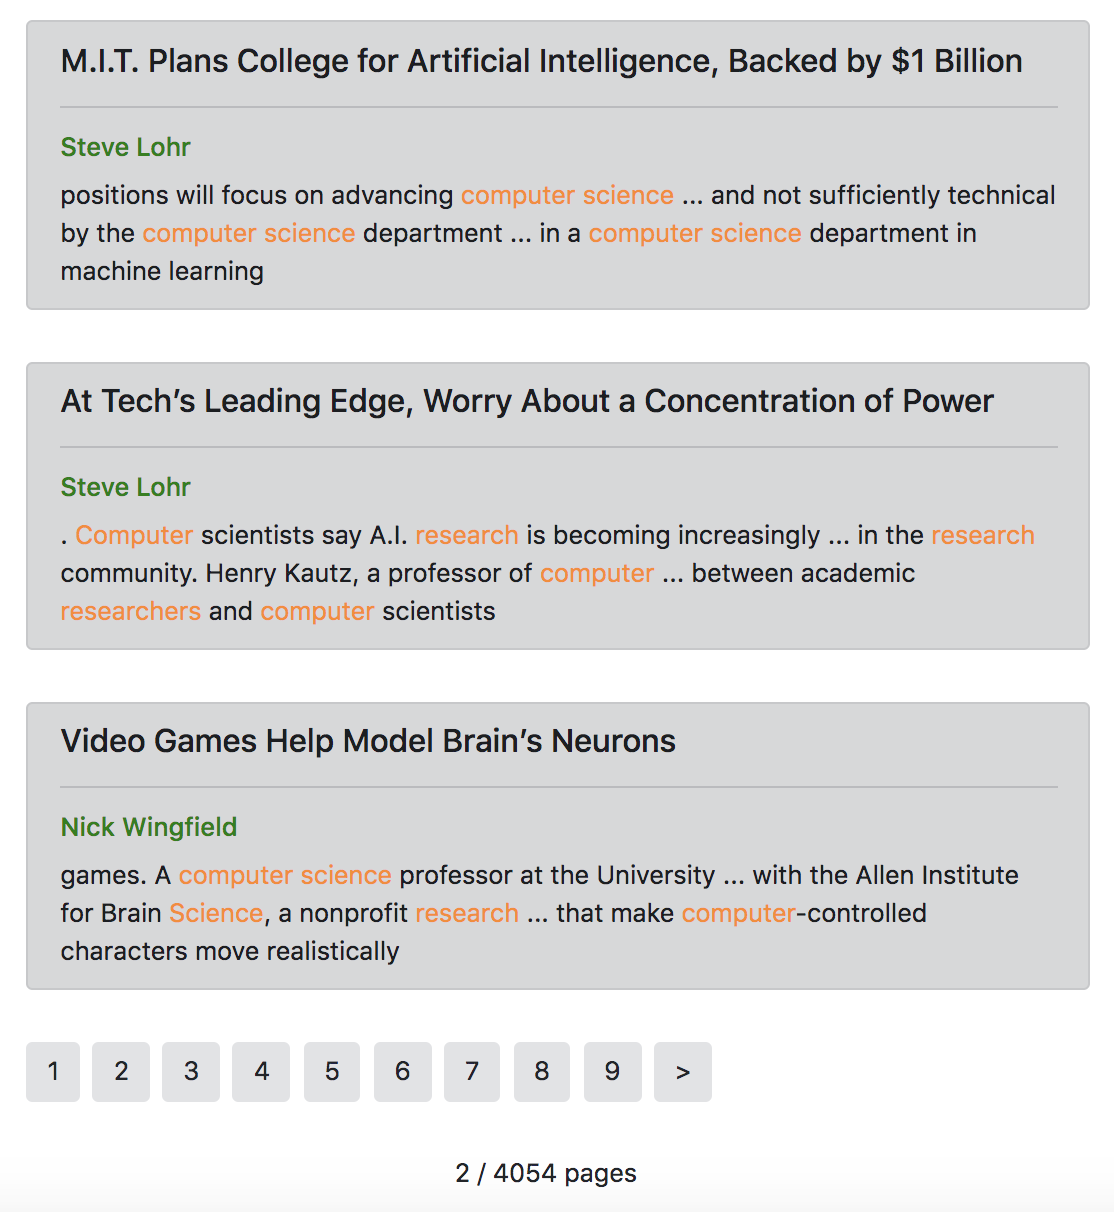 M.I.T. Plans College for Artificial Intelligence, Backed by $1 Billion
Steve Lohr
positions will focus on advancing computer science ... and not sufficiently technical
by the computer science department ... in a computer science department in
machine learning
At Tech’s Leading Edge, Worry About a Concentration of Power
Steve Lohr
. Computer scientists say A.I. research is becoming increasingly ... in the research
community. Henry Kautz, a professor of computer ... between academic
researchers and computer scientists
Video Games Help Model Brain’s Neurons
Nick Wingfield
games. A computer science professor at the University ... with the Allen Institute
for Brain Science, a nonprofit research ... that make computer-controlled
characters move realistically
1 2 3 4 5 6 7 8 9 >
2 / 4054 pages